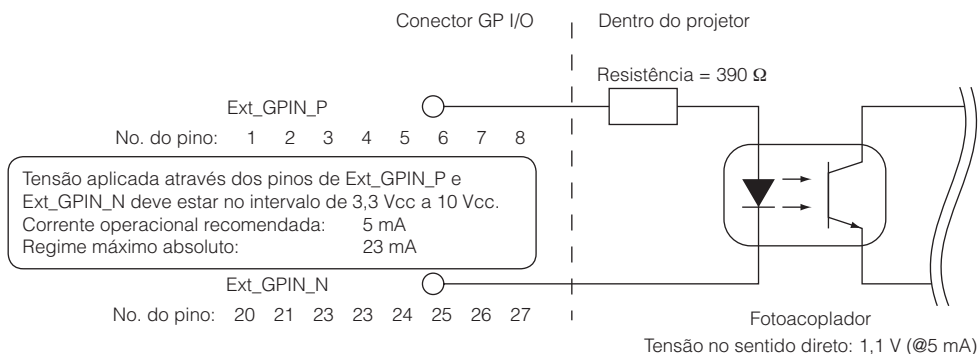 Conector GP I/O
Dentro do projetor
Resistência = 390 Ω
Ext_GPIN_P
No. do pino: 1 2 3 4 5 6 7 8
Tensão aplicada através dos pinos de Ext_GPIN_P e
Ext_GPIN_N deve estar no intervalo de 3,3 Vcc a 10 Vcc.
Corrente operacional recomendada: 5 mA
Regime máximo absoluto: 23 mA
Ext_GPIN_N
No. do pino: 20 21 23 23 24 25 26 27
Fotoacoplador
Tensão no sentido direto: 1,1 V (@5 mA)